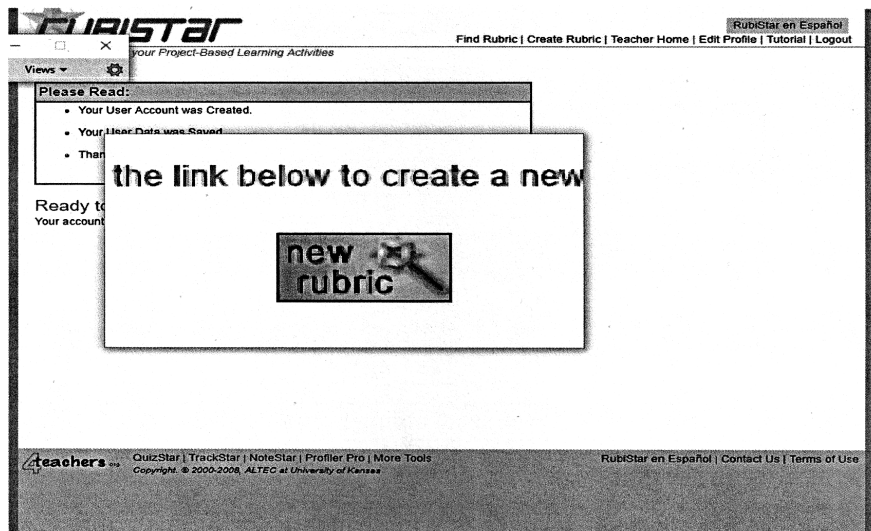 RUBISTAR
RubiStar en Español
Find Rubric | Create Rubric | Teacher Home | Edit Profile | Tutorial | Logout
your Project-Based Learning Activities
Views
Please Read:
• Your User Account was Created.
• Your User Data was Saved
the link below to create a new
Ready
Your account
new
rubric
4teachers.org
QuizStar | TrackStar | NoteStar | Profiler Pro | More Tools
Copyright. © 2000-2008, ALTEC at University of Kansas
RubiStar en Español | Contact Us | Terms of Use